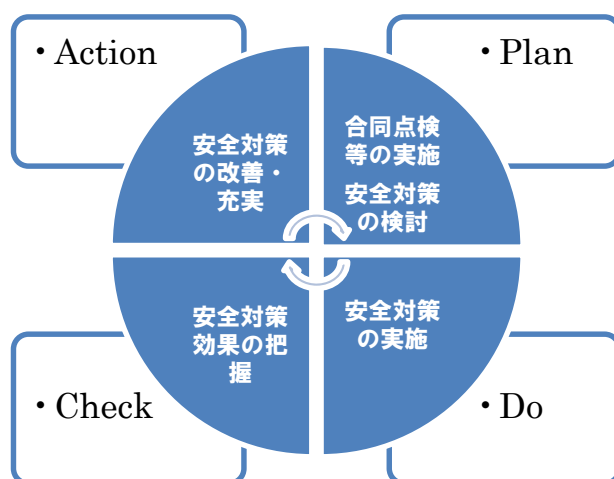 ・Action
・Plan
安全対策
の改善・
充実
合同点検
等の実施
安全対策
の検討
安全対策
効果の把
握
安全対策
の実施
・Check
・Do